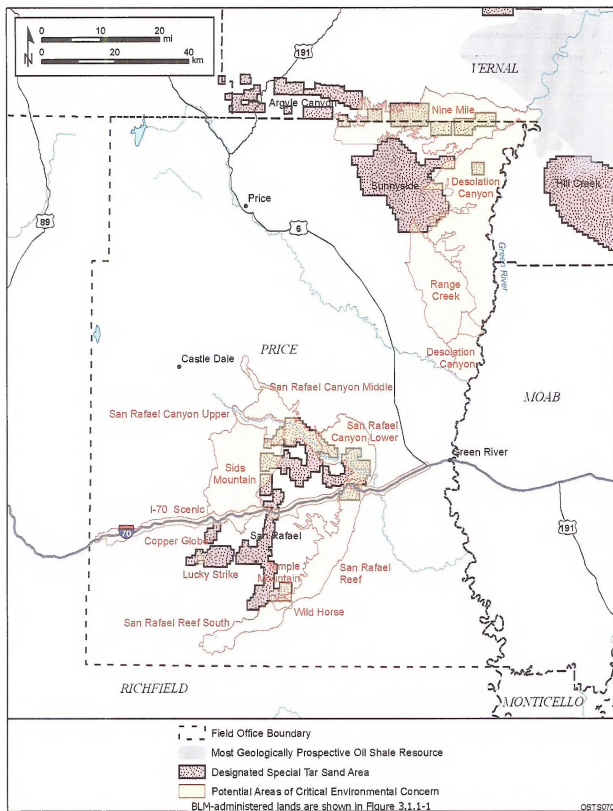 0 10 20
mi
0 20 40
km
N
191
VERNAL
Nine Mile
Argyle Canyon
Sunnyside
Desolation
Canyon
Hill Creek
Price
89
6
Green River
Range
Creek
Desolation
Canyon
PRICE
Castle Dale
MOAB
San Rafael Canyon Middle
San Rafael Canyon Upper
San Rafael
Canyon Lower
Green River
Sids
Mountain
I-70 Scenic
70
191
Copper Globe
San Rafael
Lucky Strike
Temple
Mountain
San Rafael
Reef
San Rafael Reef South
Wild Horse
RICHFIELD
MONTICELLO
Field Office Boundary
Most Geologically Prospective Oil Shale Resource
Designated Special Tar Sand Area
Potential Areas of Critical Environmental Concern
BLM-administered lands are shown in Figure 3.1.1-1